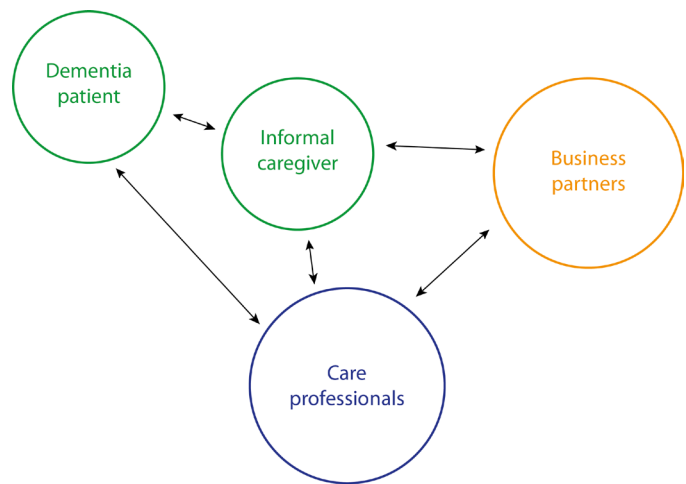 Dementia
patient
Informal
caregiver
Business
partners
Care
professionals